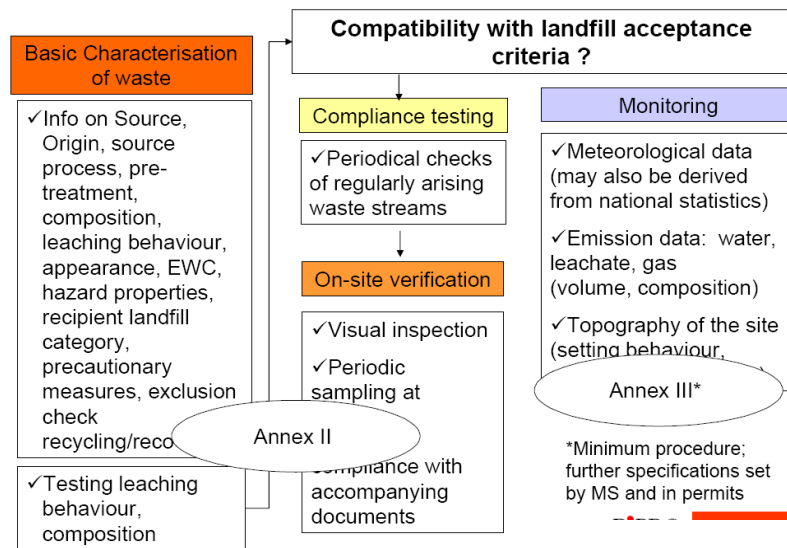 Compatibility with landfill acceptance
criteria ?
Basic Characterisation
of waste
✓Info on Source,
Origin, source
process, pre-
treatment,
composition,
leaching behaviour,
appearance, EWC,
hazard properties,
recipient landfill
category,
precautionary
measures, exclusion
check
recycling/reco
✓Testing leaching
behaviour,
composition
Compliance testing
✓Periodical checks
of regularly arising
waste streams
On-site verification
✓Visual inspection
✓Periodic
sampling at
compliance with
accompanying
documents
Annex II
Monitoring
✓Meteorological data
(may also be derived
from national statistics)
✓Emission data: water,
leachate, gas
(volume, composition)
✓Topography of the site
(setting behaviour,
Annex III*
*Minimum procedure;
further specifications set
by MS and in permits